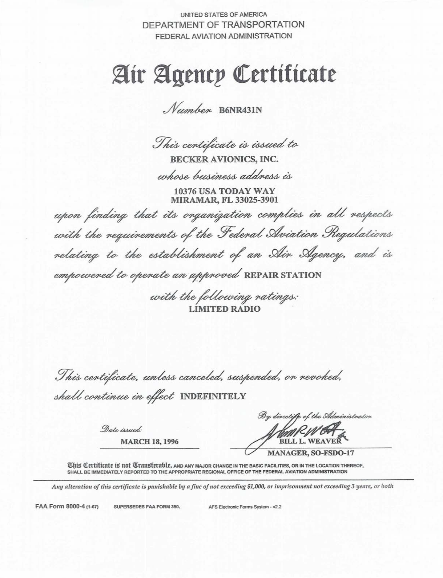 UNITED STATES OF AMERICA
DEPARTMENT OF TRANSPORTATION
FEDERAL AVIATION ADMINISTRATION
Air Agency Certificate
Number B6NR431N
This certificate is issued to
BECKER AVIONICS, INC.
whose business address is
10376 USA TODAY WAY
MIRAMAR, FL 33025-3901
upon finding that its organization complies in all respects
with the requirements of the Federal Aviation Regulations
relating to the establishment of an Air Agency, and is
empowered to operate an approved REPAIR STATION
with the following ratings:
LIMITED RADIO
This certificate, unless canceled, suspended, or revoked,
shall continue in effect INDEFINITELY
By direction of the Administrator
Date issued:
MARCH 18, 1996
BILL L. WEAVER
MANAGER, SO-FSDO-17
This Certificate is not Transferable, AND ANY MAJOR CHANGE IN THE BASIC FACILITIES, OR IN THE LOCATION THEREOF,
SHALL BE IMMEDIATELY REPORTED TO THE APPROPRIATE REGIONAL OFFICE OF THE FEDERAL AVIATION ADMINISTRATION
Any alteration of this certificate is punishable by a fine of not exceeding $1,000, or imprisonment not exceeding 3 years, or both
FAA Form 8000-4 (1-67) SUPERSEDES FAA FORM 390. AFS Electronic Forms System - v2.2